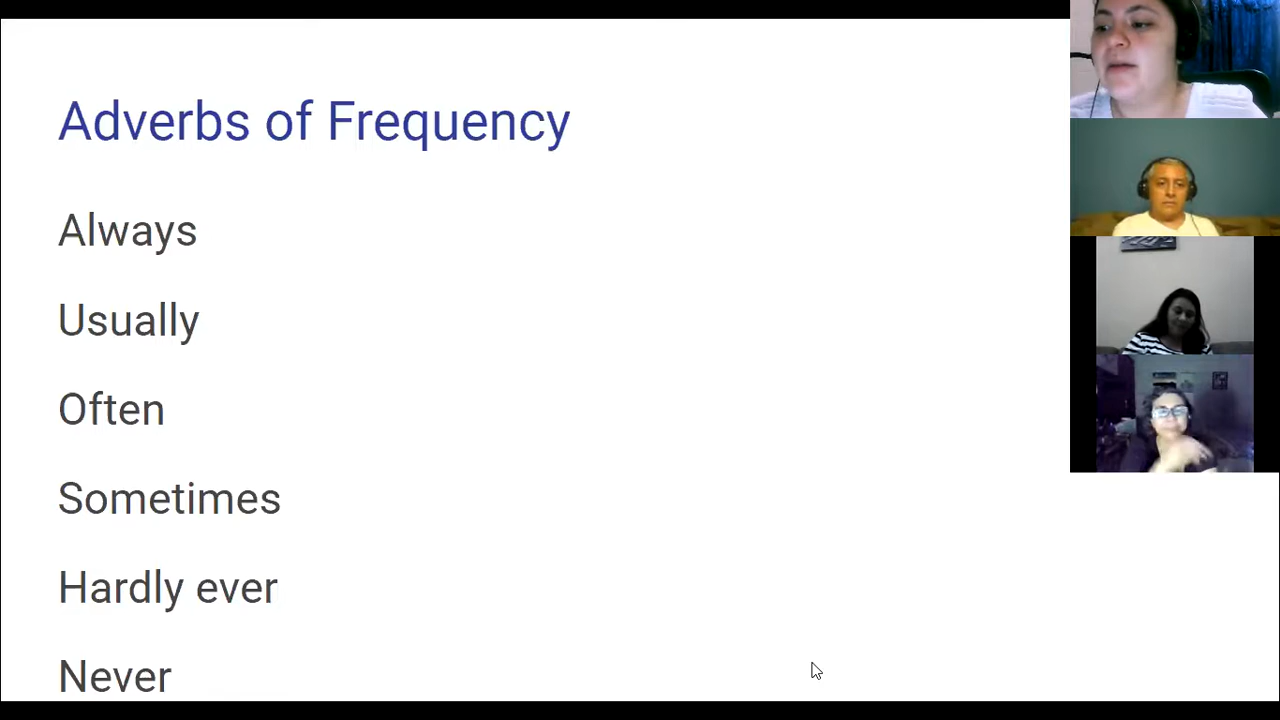 Adverbs of Frequency
Always
Usually
Often
Sometimes
Hardly ever
Never